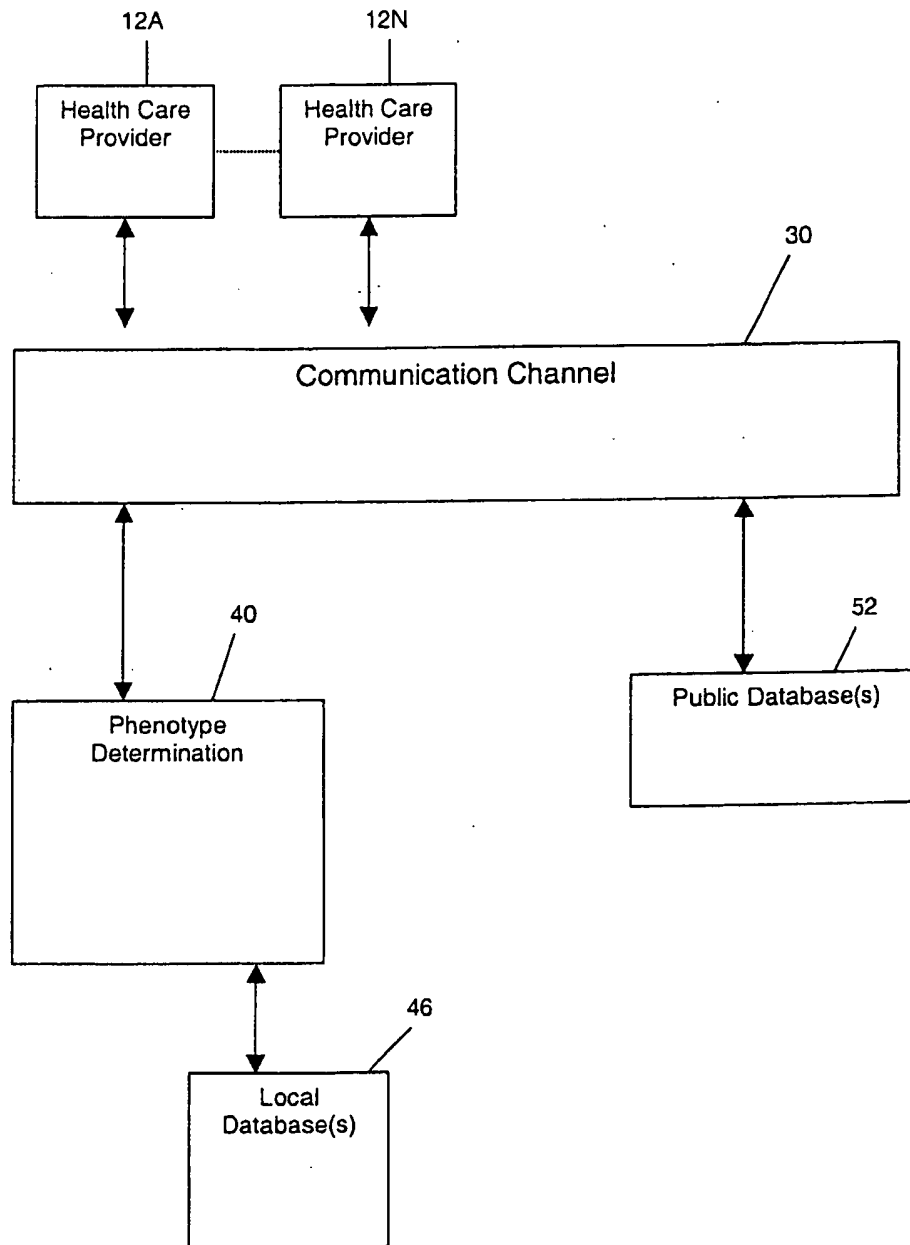 12A
12N
Health Care
Provider
Health Care
Provider
30
Communication Channel
40
52
Phenotype
Determination
Public Database(s)
46
Local
Database(s)